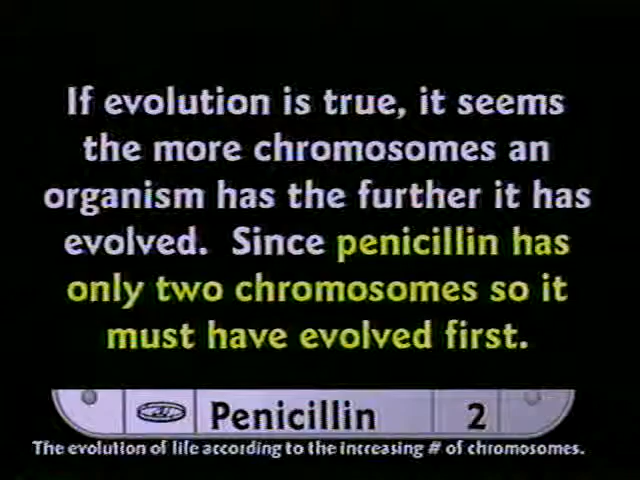 If evolution is true, it seems
the more chromosomes an
organism has the further it has
evolved. Since penicillin has
only two chromosomes so it
must have evolved first.
Penicillin 2
The evolution of life according to the increasing # of chromosomes.